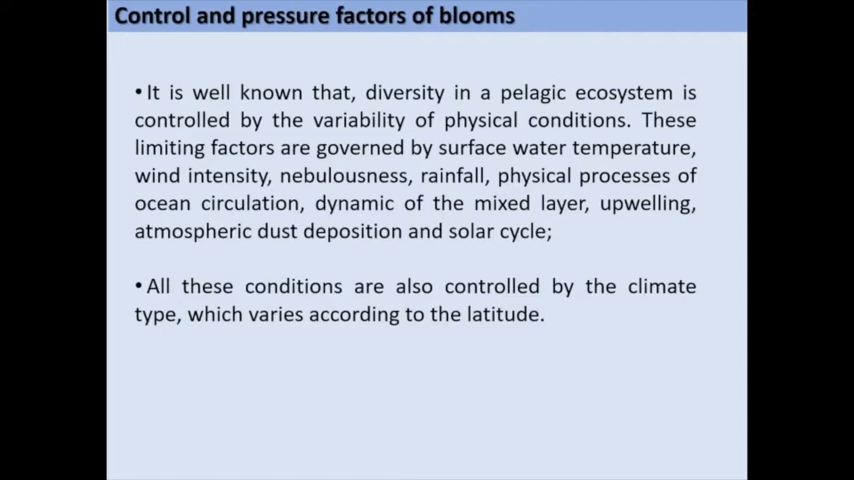 Control and pressure factors of blooms
•It is well known that, diversity in a pelagic ecosystem is
controlled by the variability of physical conditions. These
limiting factors are governed by surface water temperature,
wind intensity, nebulousness, rainfall, physical processes of
ocean circulation, dynamic of the mixed layer, upwelling,
atmospheric dust deposition and solar cycle;
•All these conditions are also controlled by the climate
type, which varies according to the latitude.